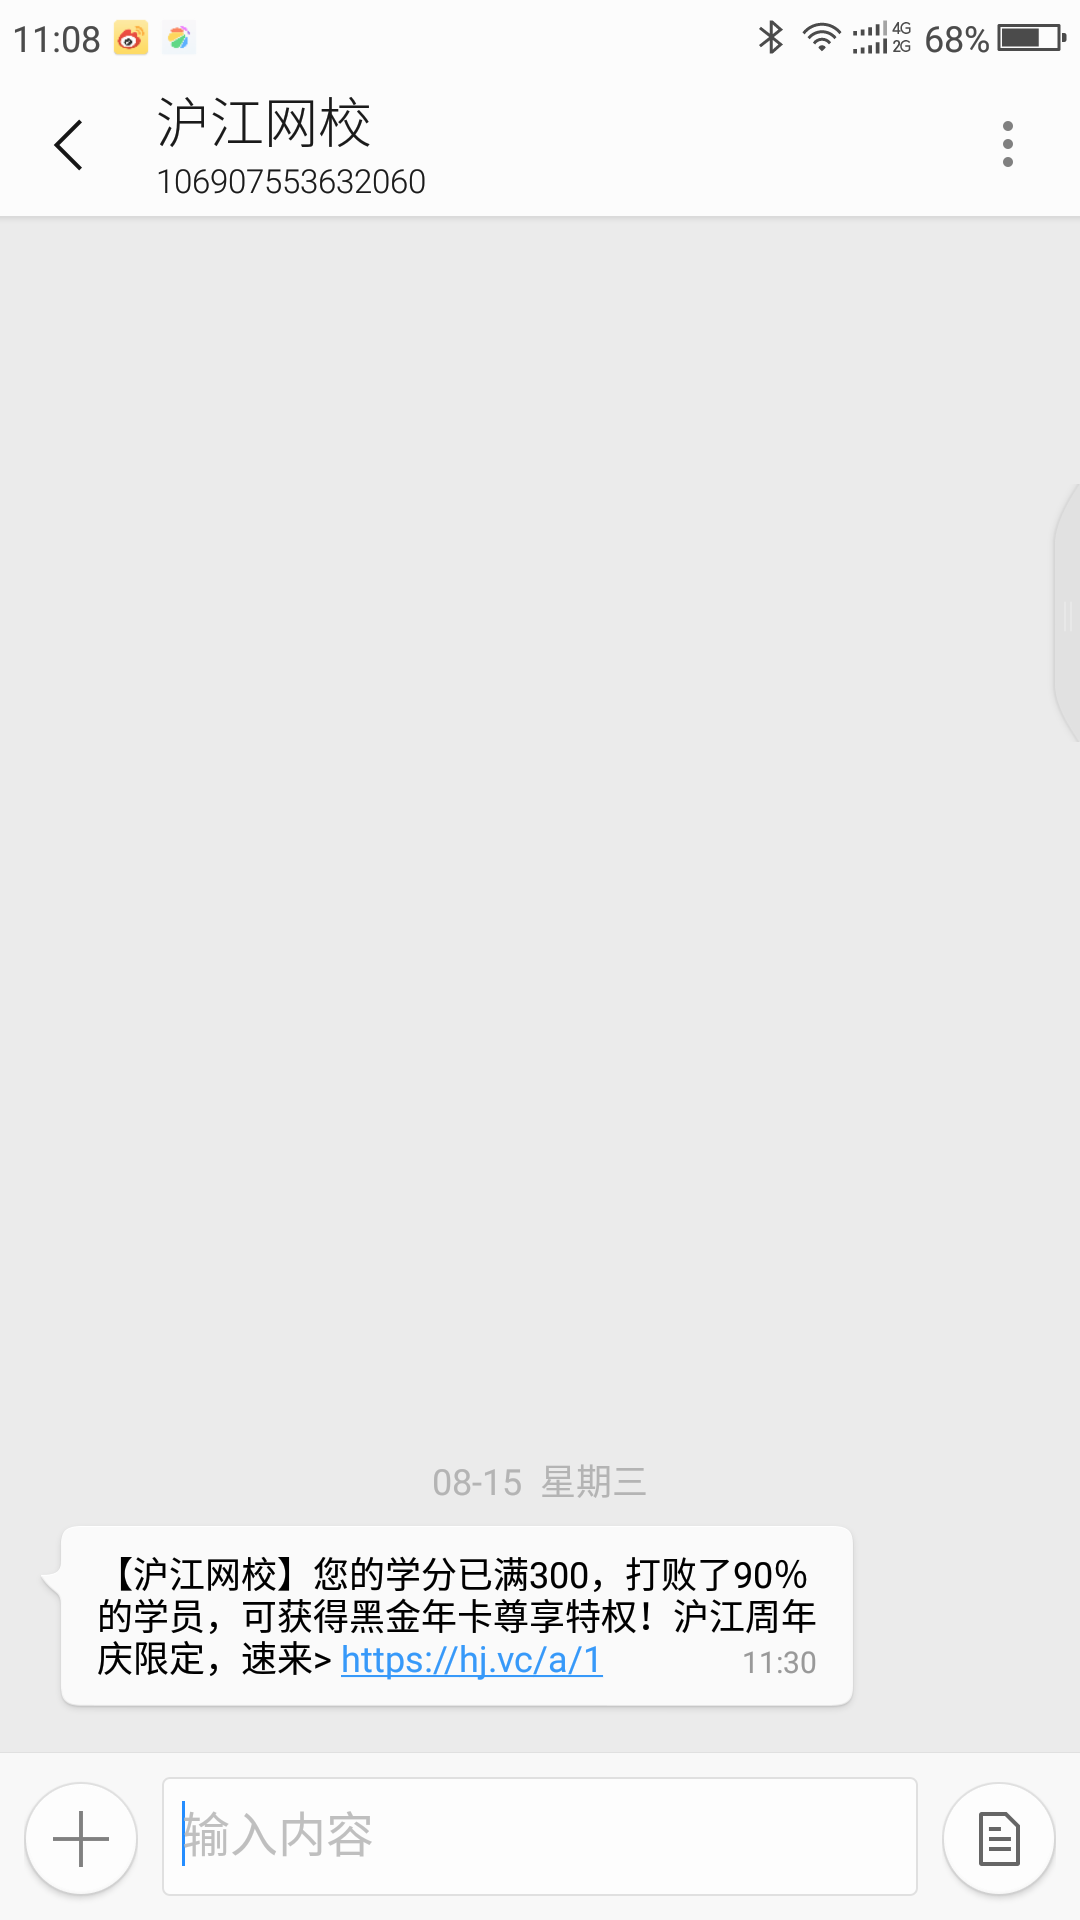 11:08
4G
2G
68%
沪江网校
106907553632060
08-15 星期三
【沪江网校】您的学分已满300，打败了90%
的学员，可获得黑金年卡尊享特权！沪江周年
庆限定，速来> https://hj.vc/a/1
11:30
输入内容